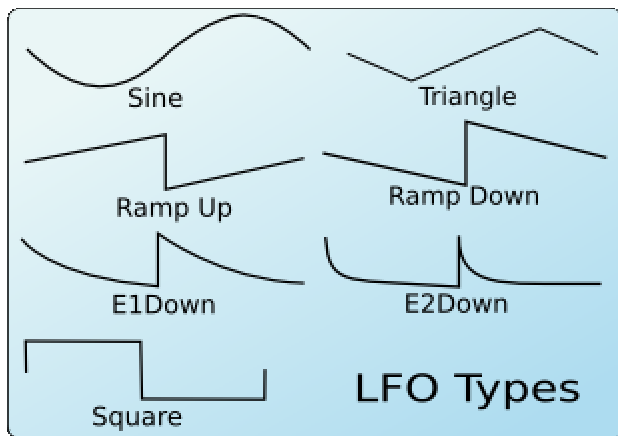 Sine
Triangle
Ramp Up
Ramp Down
E1Down
E2Down
Square
LFO Types